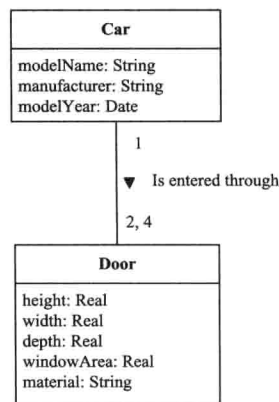 Car
modelName: String
manufacturer: String
modelYear: Date
1
Is entered through
2, 4
Door
height: Real
width: Real
depth: Real
windowArea: Real
material: String